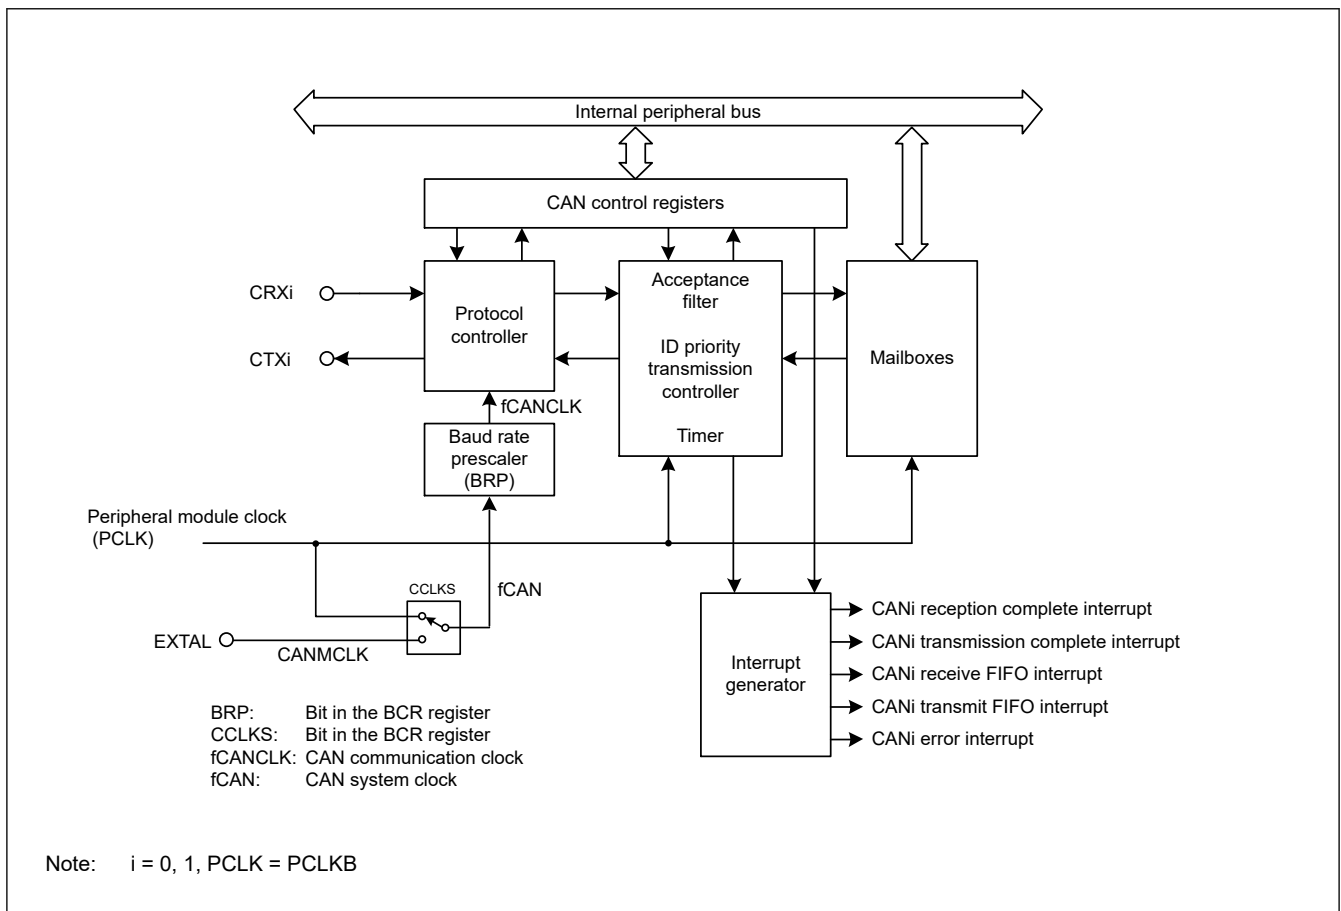 Internal peripheral bus
CAN control registers
CRXi
CTXi
Protocol
controller
Acceptance
filter
ID priority
transmission
controller
Timer
Mailboxes
fCANCLK
Baud rate
prescaler
(BRP)
Peripheral module clock
(PCLK)
CCLKS
fCAN
EXTAL
CANMCLK
Interrupt
generator
CANi reception complete interrupt
CANi transmission complete interrupt
CANi receive FIFO interrupt
CANi transmit FIFO interrupt
CANi error interrupt
BRP: Bit in the BCR register
CCLKS: Bit in the BCR register
fCANCLK: CAN communication clock
fCAN: CAN system clock
Note: i = 0, 1, PCLK = PCLKB